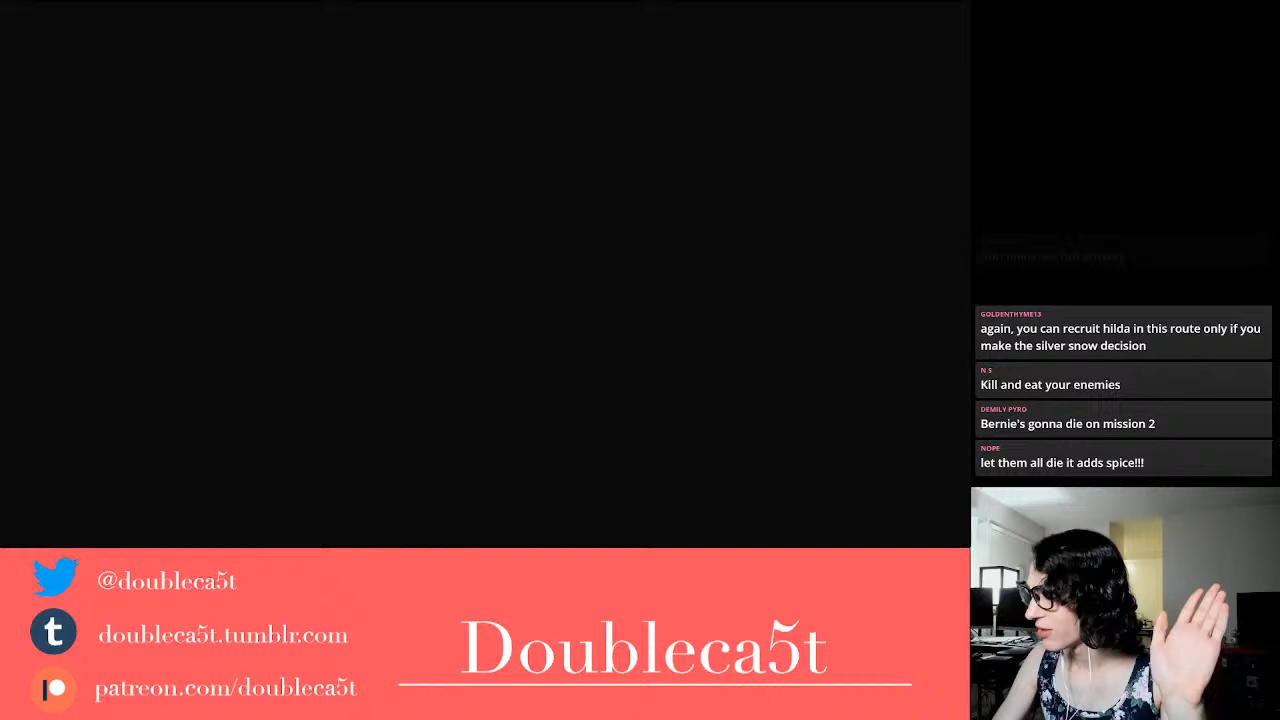 GOLDENTHYME13
again, you can recruit hilda in this route only if you
make the silver snow decision
N S
Kill and eat your enemies
DEMILY PYRO
Bernie's gonna die on mission 2
NOPE
let them all die it adds spice!!!
@doubleca5t
doubleca5t.tumblr.com
patreon.com/doubleca5t
Doubleca5t